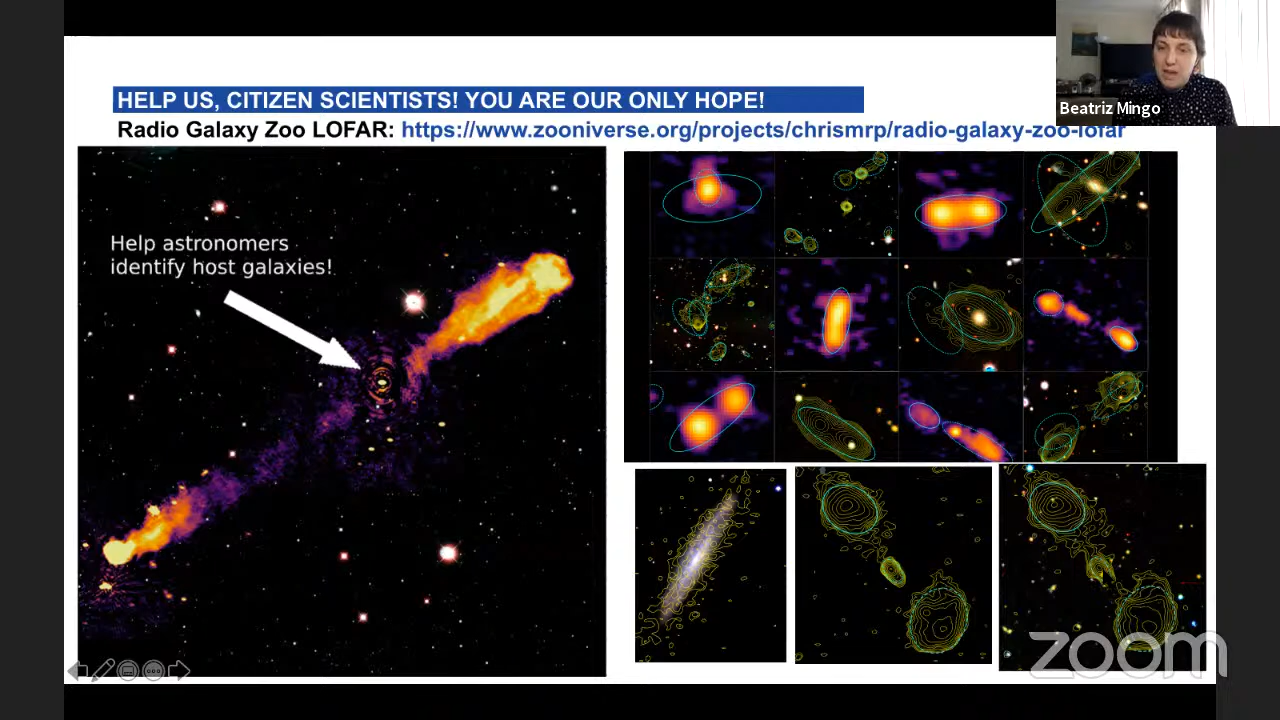 HELP US, CITIZEN SCIENTISTS! YOU ARE OUR ONLY HOPE!
Beatriz Mingo
Radio Galaxy Zoo LOFAR: https://www.zooniverse.org/projects/chrismrp/radio-galaxy-zoo-lofar
Help astronomers
identify host galaxies!
zoom